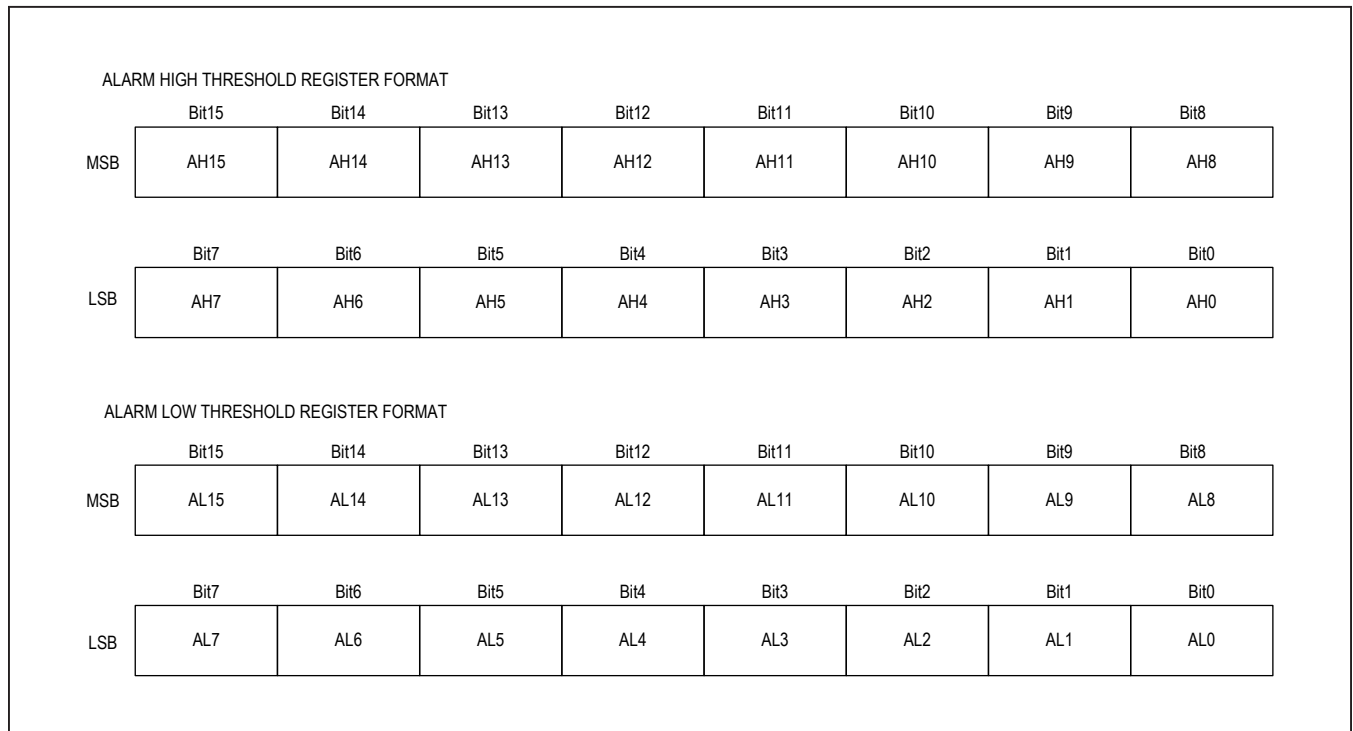 ALARM HIGH THRESHOLD REGISTER FORMAT
Bit15 Bit14 Bit13 Bit12 Bit11 Bit10 Bit9 Bit8
MSB AH15 AH14 AH13 AH12 AH11 AH10 AH9 AH8
Bit7 Bit6 Bit5 Bit4 Bit3 Bit2 Bit1 Bit0
LSB AH7 AH6 AH5 AH4 AH3 AH2 AH1 AH0
ALARM LOW THRESHOLD REGISTER FORMAT
Bit15 Bit14 Bit13 Bit12 Bit11 Bit10 Bit9 Bit8
MSB AL15 AL14 AL13 AL12 AL11 AL10 AL9 AL8
Bit7 Bit6 Bit5 Bit4 Bit3 Bit2 Bit1 Bit0
LSB AL7 AL6 AL5 AL4 AL3 AL2 AL1 AL0